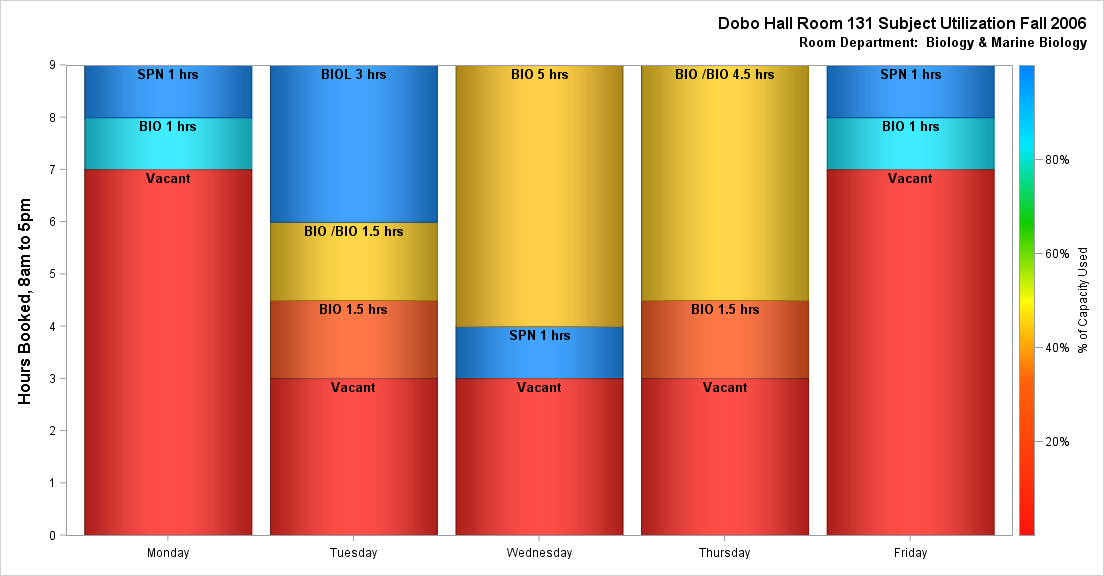 Dobo Hall Room 131 Subject Utilization Fall 2006
Room Department: Biology & Marine Biology
Hours Booked, 8am to 5pm
9
8
7
6
5
4
3
2
1
0
SPN 1 hrs
BIO 1 hrs
Vacant
BIOL 3 hrs
BIO /BIO 1.5 hrs
BIO 1.5 hrs
Vacant
BIO 5 hrs
SPN 1 hrs
Vacant
BIO /BIO 4.5 hrs
BIO 1.5 hrs
Vacant
SPN 1 hrs
BIO 1 hrs
Vacant
Monday
Tuesday
Wednesday
Thursday
Friday
80%
60%
40%
20%
% of Capacity Used